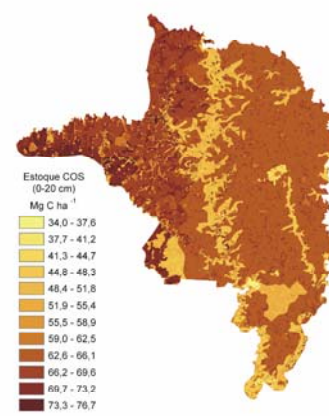 Estoque COS
(0-20 cm)
Mg C ha ⁻¹
34,0 - 37,6
37,7 - 41,2
41,3 - 44,7
44,8 - 48,3
48,4 - 51,8
51,9 - 55,4
55,5 - 58,9
59,0 - 62,5
62,6 - 66,1
66,2 - 69,6
69,7 - 73,2
73,3 - 76,7